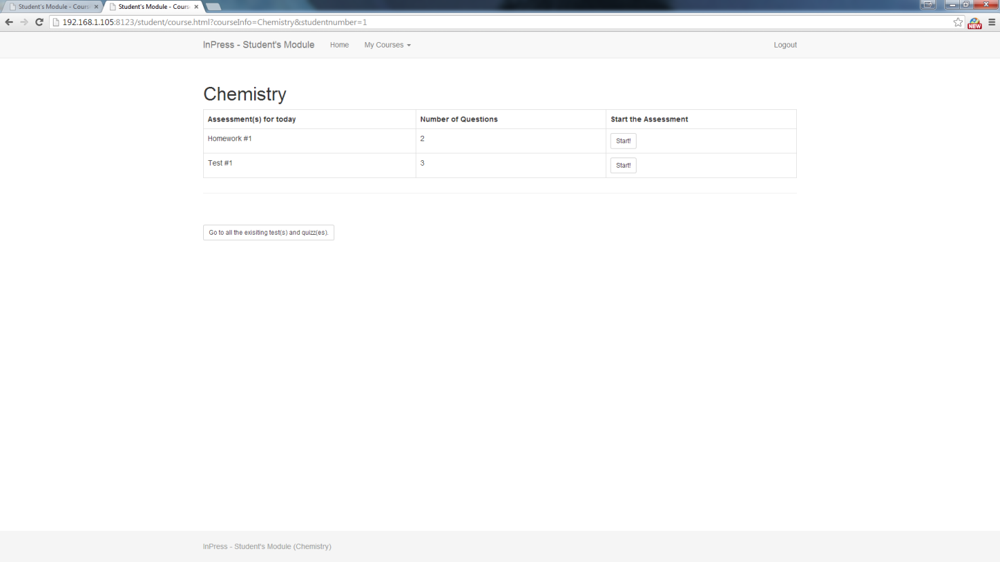 Student's Module - Cours
Student's Module - Cours
192.168.1.105:8123/student/course.html?courseInfo=Chemistry&studentnumber=1
NEW
InPress - Student's Module Home My Courses Logout
Chemistry
Assessment(s) for today Number of Questions Start the Assessment
Homework #1 2 Start!
Test #1 3 Start!
Go to all the exisiting test(s) and quizz(es).
InPress - Student's Module (Chemistry)